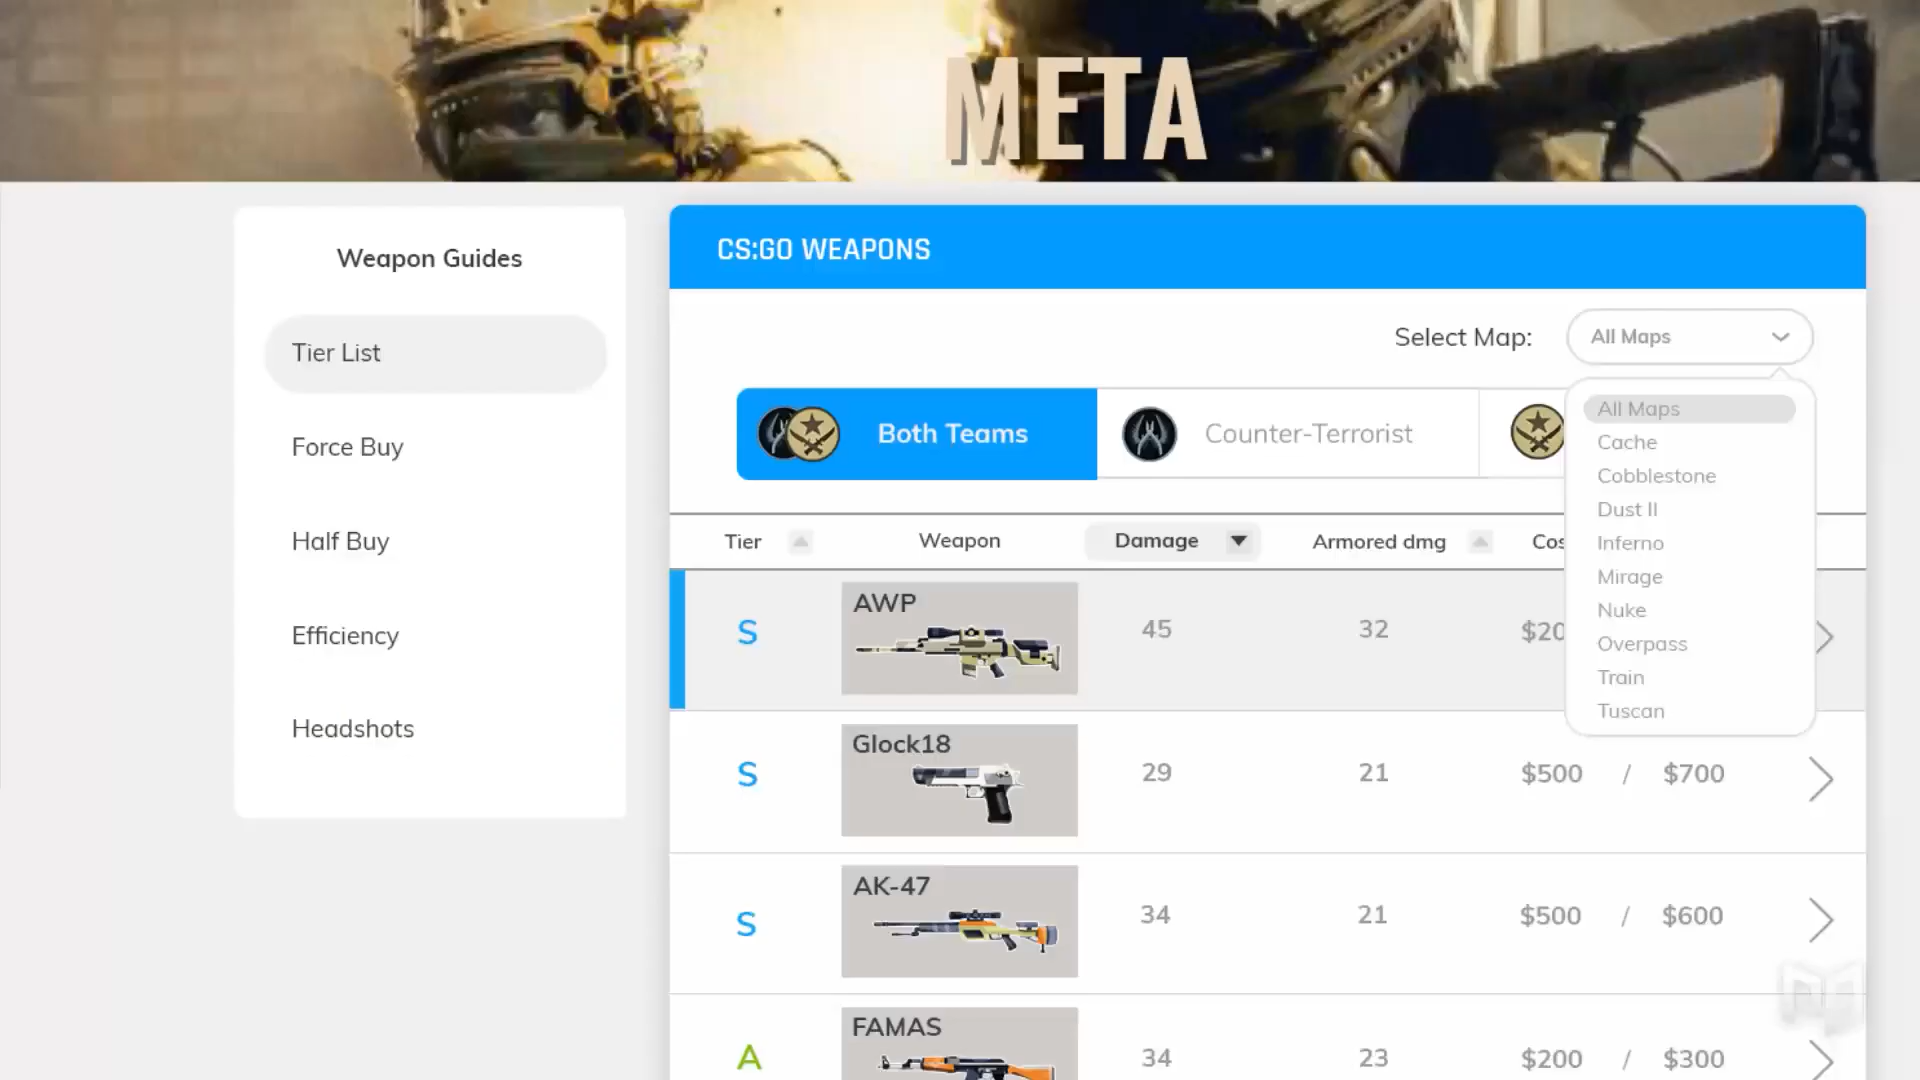 META
Weapon Guides
Tier List
Force Buy
Half Buy
Efficiency
Headshots
CS:GO WEAPONS
Select Map: All Maps
Both Teams Counter-Terrorist
All Maps
Cache
Cobblestone
Dust II
Inferno
Mirage
Nuke
Overpass
Train
Tuscan
Tier Weapon Damage Armored dmg Cos
S AWP 45 32 $20
S Glock18 29 21 $500 / $700
S AK-47 34 21 $500 / $600
A FAMAS 34 23 $200 / $300